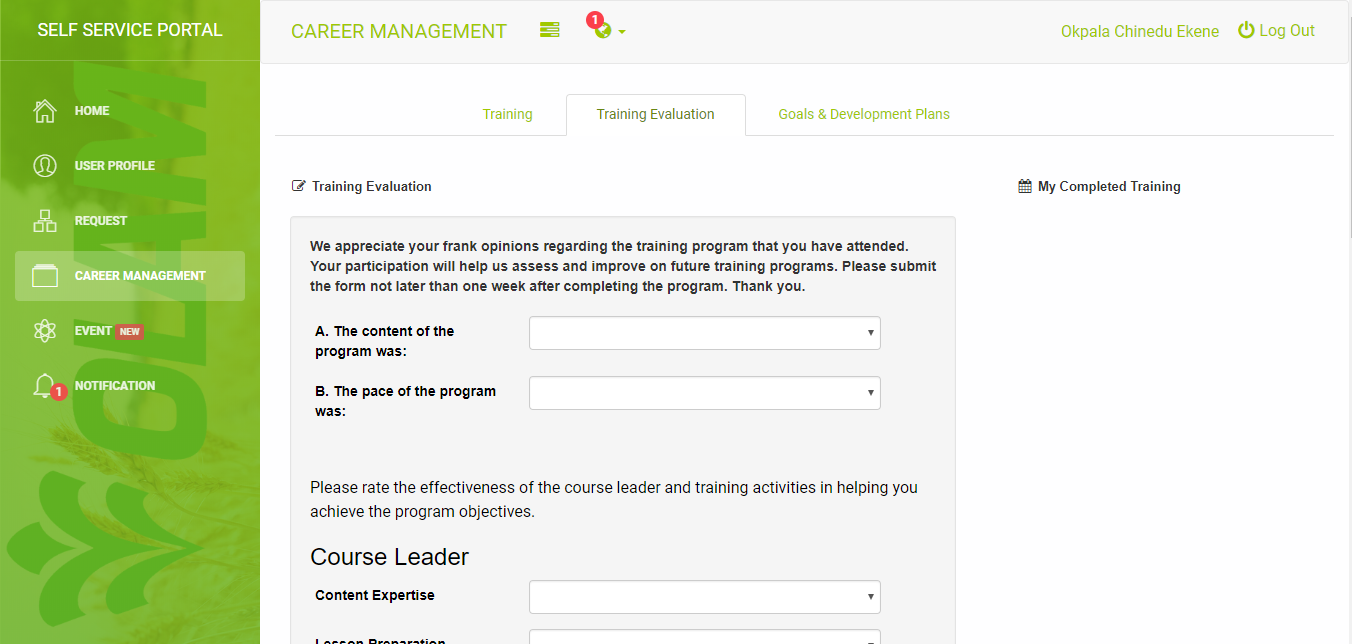 SELF SERVICE PORTAL
CAREER MANAGEMENT
1
Okpala Chinedu Ekene
Log Out
HOME
USER PROFILE
REQUEST
CAREER MANAGEMENT
EVENT NEW
1
NOTIFICATION
OLAM
Training
Training Evaluation
Goals & Development Plans
Training Evaluation
My Completed Training
We appreciate your frank opinions regarding the training program that you have attended.
Your participation will help us assess and improve on future training programs. Please submit
the form not later than one week after completing the program. Thank you.
A. The content of the
program was:
B. The pace of the program
was:
Please rate the effectiveness of the course leader and training activities in helping you
achieve the program objectives.
Course Leader
Content Expertise
Lesson Preparation